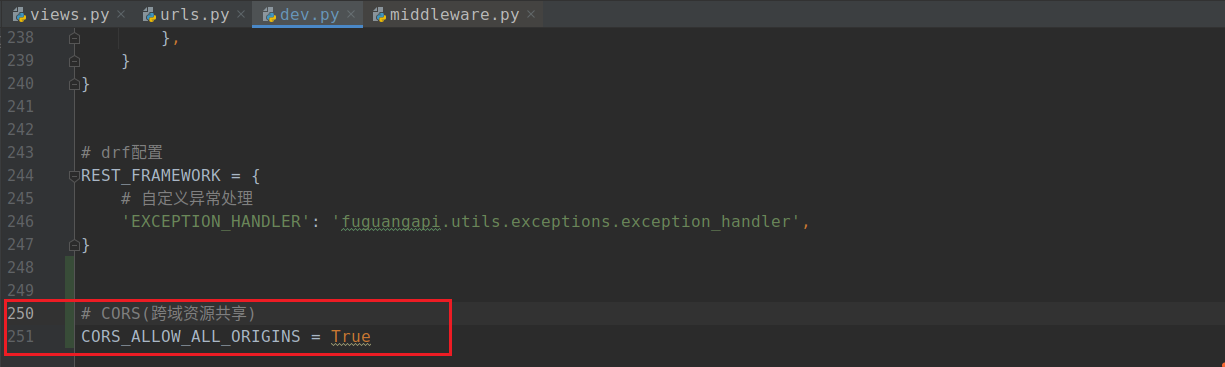 views.py urls.py dev.py middleware.py
238 },
239 }
240 }
241
242
243 # drf配置
244 REST_FRAMEWORK = {
245 # 自定义异常处理
246 'EXCEPTION_HANDLER': 'fuguangapi.utils.exceptions.exception_handler',
247 }
248
249
250 # CORS(跨域资源共享)
251 CORS_ALLOW_ALL_ORIGINS = True